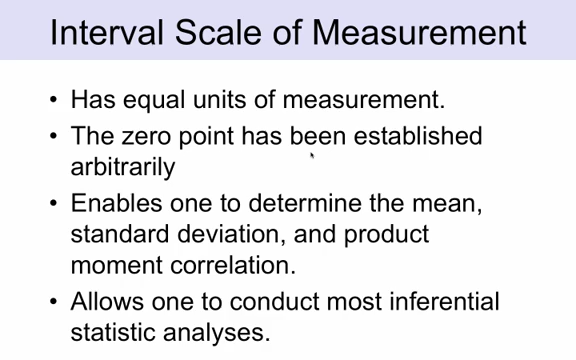 Interval Scale of Measurement
• Has equal units of measurement.
• The zero point has been established
arbitrarily
• Enables one to determine the mean,
standard deviation, and product
moment correlation.
• Allows one to conduct most inferential
statistic analyses.